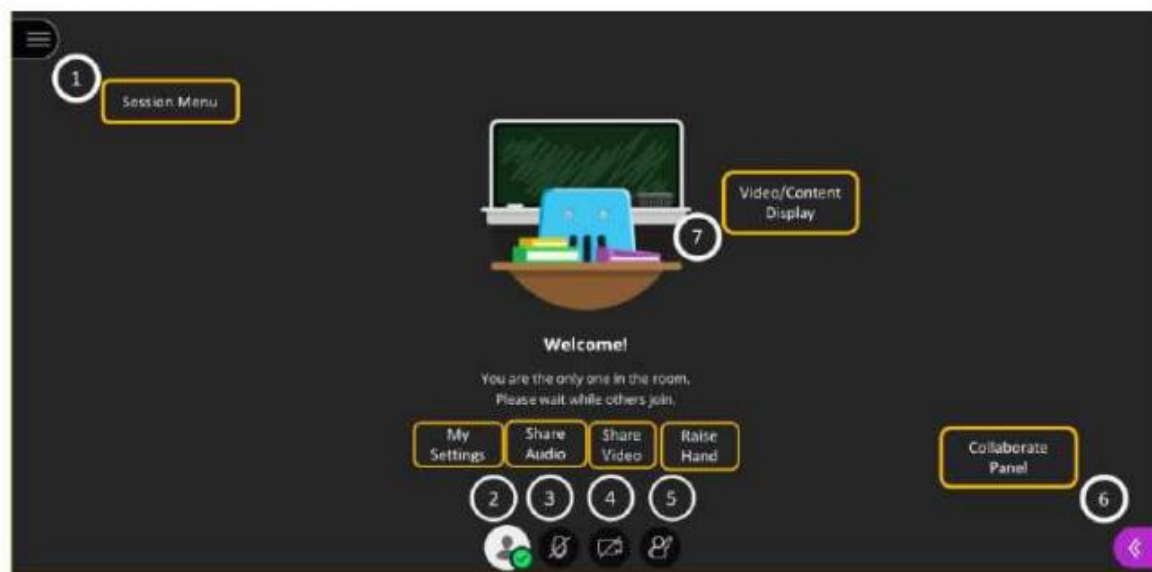 1
Session Menu
Video/Content
Display
7
Welcome!
You are the only one in the room.
Please wait while others join.
My
Settings
Share
Audio
Share
Video
Raise
Hand
Collaborate
Panel
2
3
4
5
6